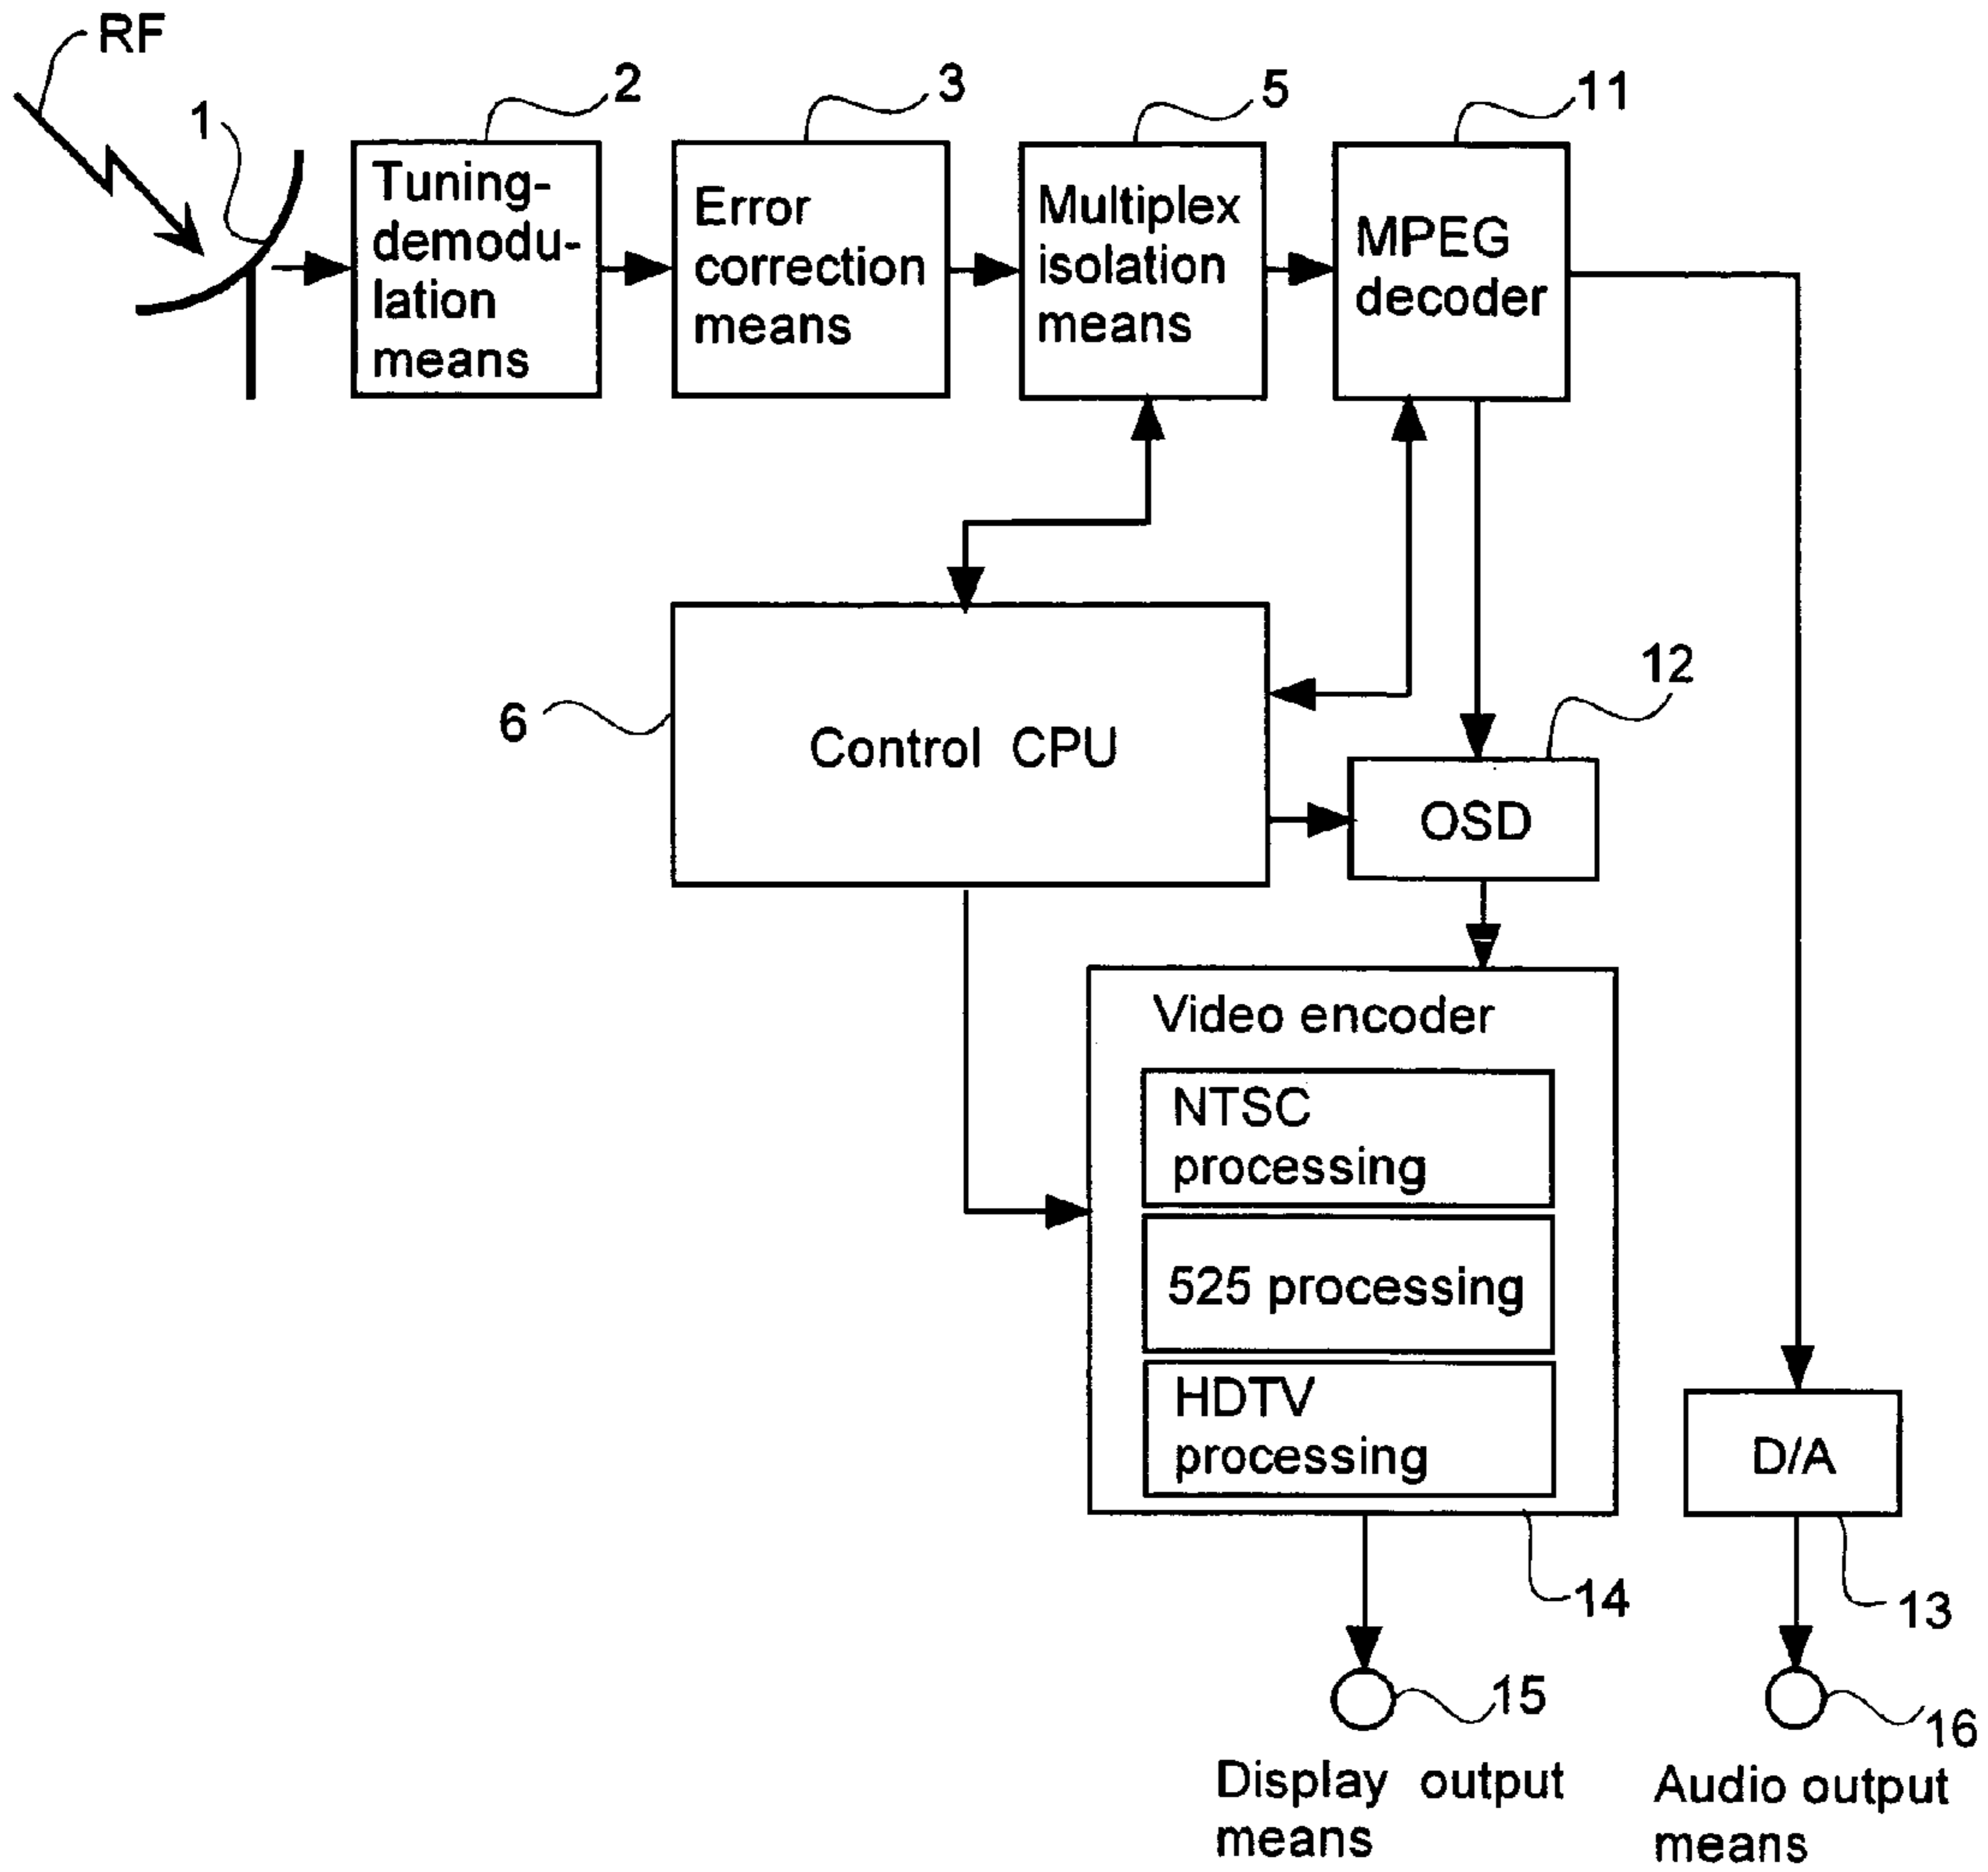 RF
1
2
3
5
11
Tuning-
demodu-
lation
means
Error
correction
means
Multiplex
isolation
means
MPEG
decoder
6
Control CPU
12
OSD
Video encoder
NTSC
processing
525 processing
HDTV
processing
D/A
14
13
15
16
Display output
means
Audio output
means